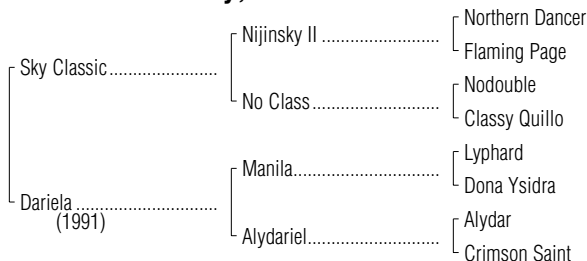 Northern Dancer
Nijinsky II
Flaming Page
Sky Classic
Nodouble
No Class
Classy Quillo
Lyphard
Manila
Dona Ysidra
Dariela
(1991)
Alydar
Alydariel
Crimson Saint